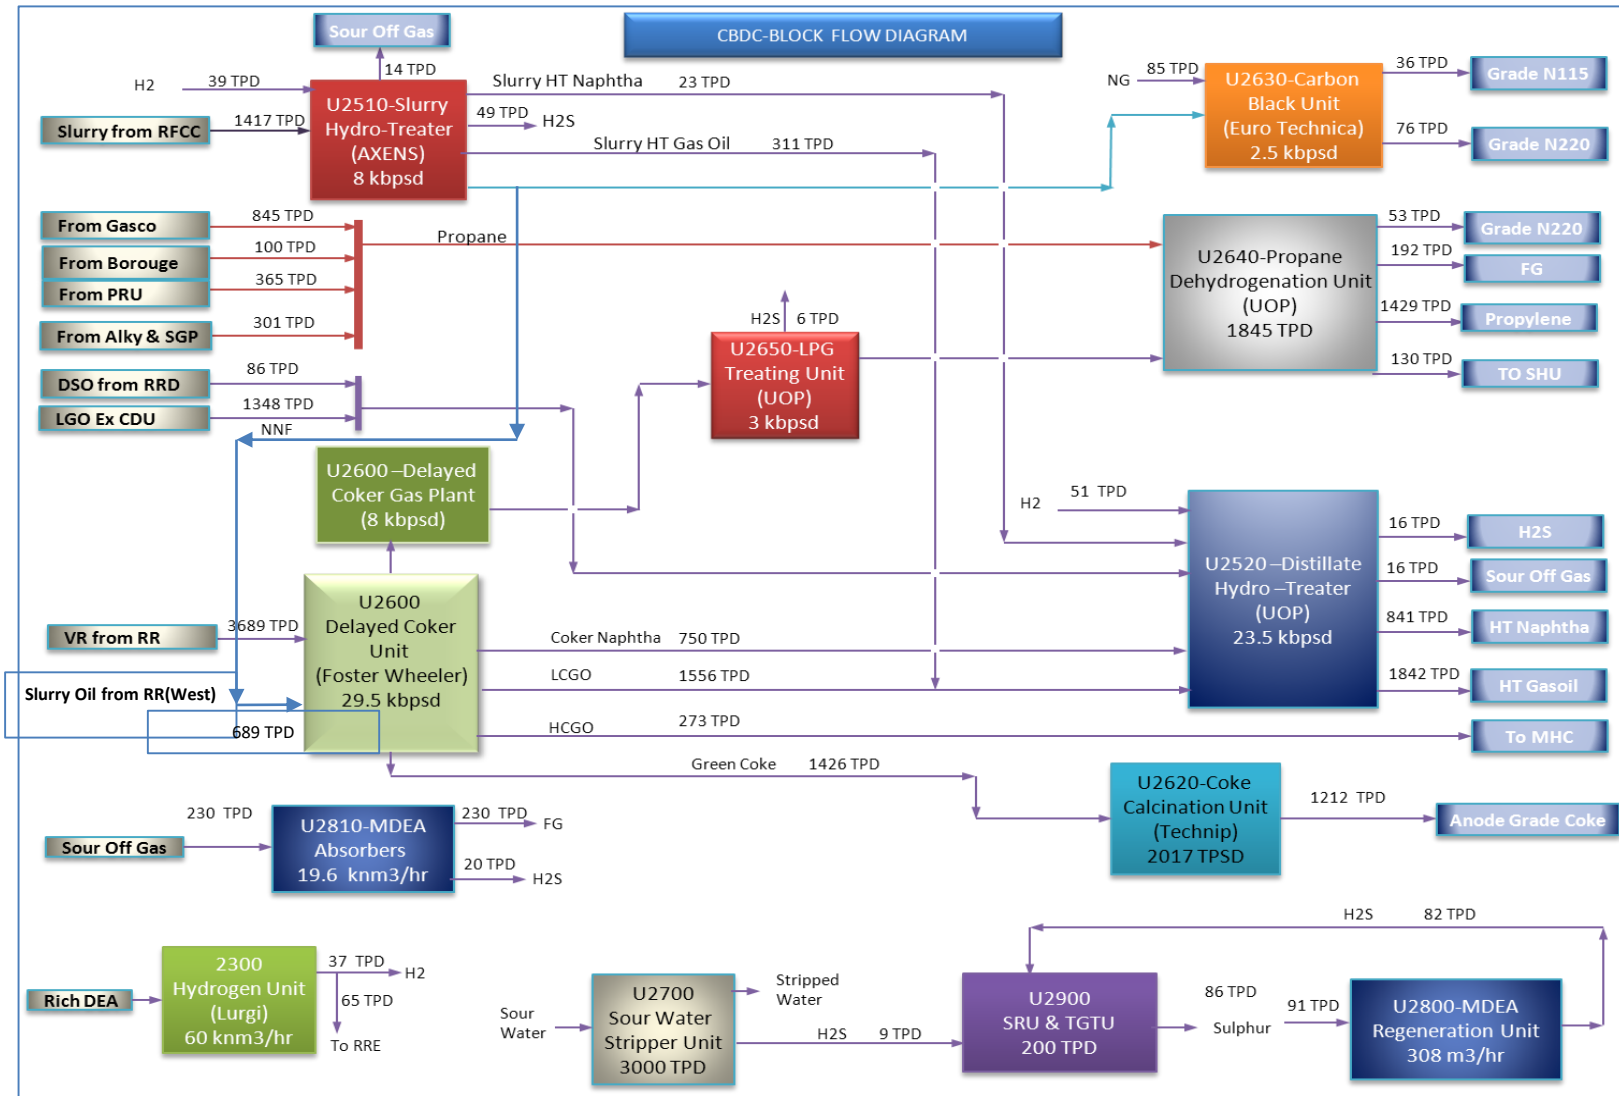 CBDC-BLOCK FLOW DIAGRAM
Sour Off Gas
14 TPD
H2
39 TPD
Slurry from RFCC
1417 TPD
U2510-Slurry
Hydro-Treater
(AXENS)
8 kbpsd
Slurry HT Naphtha
23 TPD
49 TPD
H2S
Slurry HT Gas Oil
311 TPD
NG
85 TPD
U2630-Carbon
Black Unit
(Euro Technica)
2.5 kbpsd
36 TPD
Grade N115
76 TPD
Grade N220
From Gasco
845 TPD
From Borouge
100 TPD
From PRU
365 TPD
From Alky & SGP
301 TPD
Propane
U2640-Propane
Dehydrogenation Unit
(UOP)
1845 TPD
53 TPD
Grade N220
192 TPD
FG
1429 TPD
Propylene
130 TPD
TO SHU
DSO from RRD
86 TPD
LGO Ex CDU
1348 TPD
NNF
H2S
6 TPD
U2650-LPG
Treating Unit
(UOP)
3 kbpsd
U2600–Delayed
Coker Gas Plant
(8 kbpsd)
H2
51 TPD
U2520–Distillate
Hydro–Treater
(UOP)
23.5 kbpsd
16 TPD
H2S
16 TPD
Sour Off Gas
841 TPD
HT Naphtha
1842 TPD
HT Gasoil
To MHC
VR from RR
3689 TPD
Slurry Oil from RR(West)
689 TPD
U2600
Delayed Coker
Unit
(Foster Wheeler)
29.5 kbpsd
Coker Naphtha
750 TPD
LCGO
1556 TPD
HCGO
273 TPD
Green Coke
1426 TPD
U2620-Coke
Calcination Unit
(Technip)
2017 TPSD
1212 TPD
Anode Grade Coke
230 TPD
Sour Off Gas
U2810-MDEA
Absorbers
19.6 knm3/hr
230 TPD
FG
20 TPD
H2S
Rich DEA
2300
Hydrogen Unit
(Lurgi)
60 knm3/hr
37 TPD
H2
65 TPD
To RRE
Sour
Water
U2700
Sour Water
Stripper Unit
3000 TPD
Stripped
Water
H2S
9 TPD
U2900
SRU & TGTU
200 TPD
H2S
82 TPD
86 TPD
Sulphur
91 TPD
U2800-MDEA
Regeneration Unit
308 m3/hr